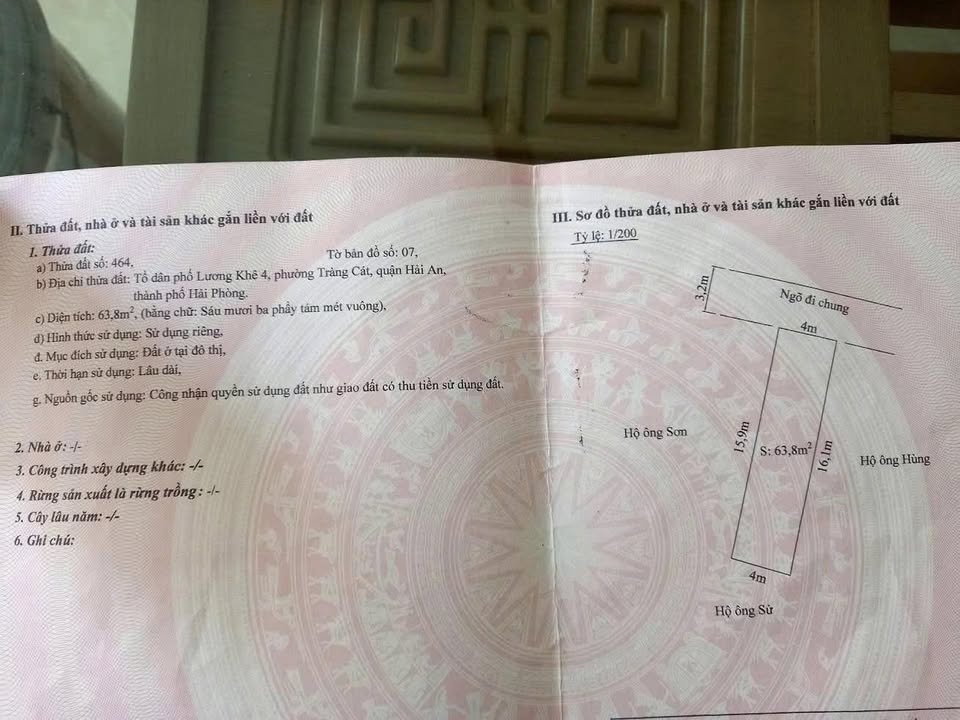 II. Thửa đất, nhà ở và tài sản khác gắn liền với đất
1. Thửa đất:
a) Thửa đất số: 464, Tờ bản đồ số: 07,
b) Địa chỉ thửa đất: Tổ dân phố Lương Khê 4, phường Tràng Cát, quận Hải An,
thành phố Hải Phòng.
c) Diện tích: 63,8m², (bằng chữ: Sáu mươi ba phẩy tám mét vuông),
d) Hình thức sử dụng: Sử dụng riêng,
đ. Mục đích sử dụng: Đất ở tại đô thị,
e. Thời hạn sử dụng: Lâu dài,
g. Nguồn gốc sử dụng: Công nhận quyền sử dụng đất như giao đất có thu tiền sử dụng đất.
2. Nhà ở: -/-
3. Công trình xây dựng khác: -/-
4. Rừng sản xuất là rừng trồng: -/-
5. Cây lâu năm: -/-
6. Ghi chú:
III. Sơ đồ thửa đất, nhà ở và tài sản khác gắn liền với đất
Tỷ lệ: 1/200
3,2m
Ngõ đi chung
4m
Hộ ông Sơn
15,9m
S: 63,8m²
16,1m
Hộ ông Hùng
4m
Hộ ông Sử